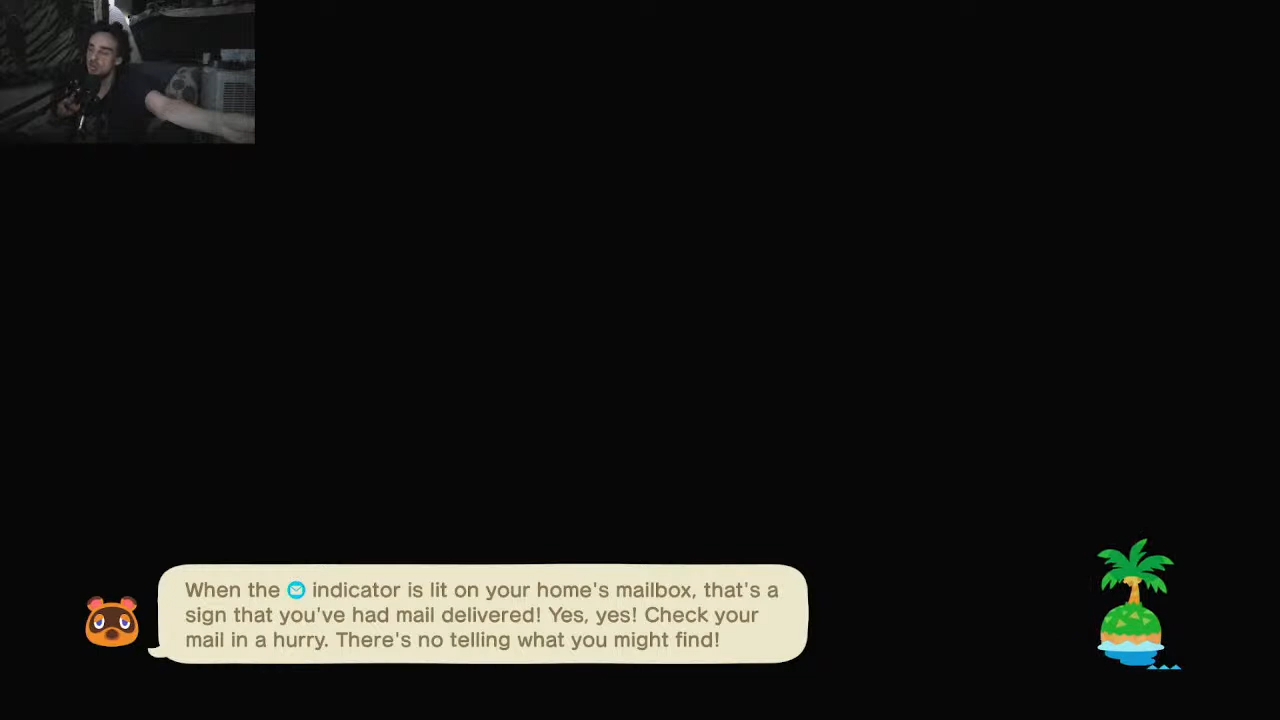 When the indicator is lit on your home's mailbox, that's a
sign that you've had mail delivered! Yes, yes! Check your
mail in a hurry. There's no telling what you might find!